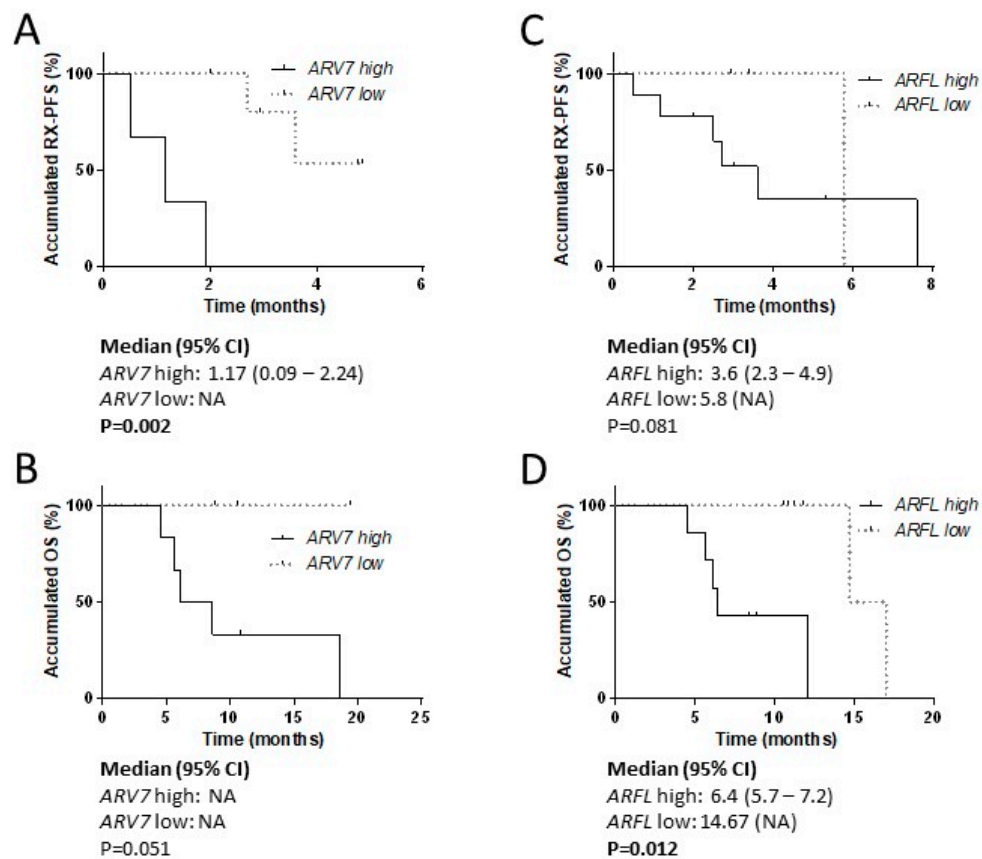 A
Accumulated RX-PFS (%)
100
50
0
ARV7 high
ARV7 low
0 2 4 6
Time (months)
Median (95% CI)
ARV7 high: 1.17 (0.09 – 2.24)
ARV7 low: NA
P=0.002
C
Accumulated RX-PFS (%)
100
50
0
ARFL high
ARFL low
0 2 4 6 8
Time (months)
Median (95% CI)
ARFL high: 3.6 (2.3 – 4.9)
ARFL low: 5.8 (NA)
P=0.081
B
Accumulated OS (%)
100
50
0
ARV7 high
ARV7 low
0 5 10 15 20 25
Time (months)
Median (95% CI)
ARV7 high: NA
ARV7 low: NA
P=0.051
D
Accumulated OS (%)
100
50
0
ARFL high
ARFL low
0 5 10 15 20
Time (months)
Median (95% CI)
ARFL high: 6.4 (5.7 – 7.2)
ARFL low: 14.67 (NA)
P=0.012